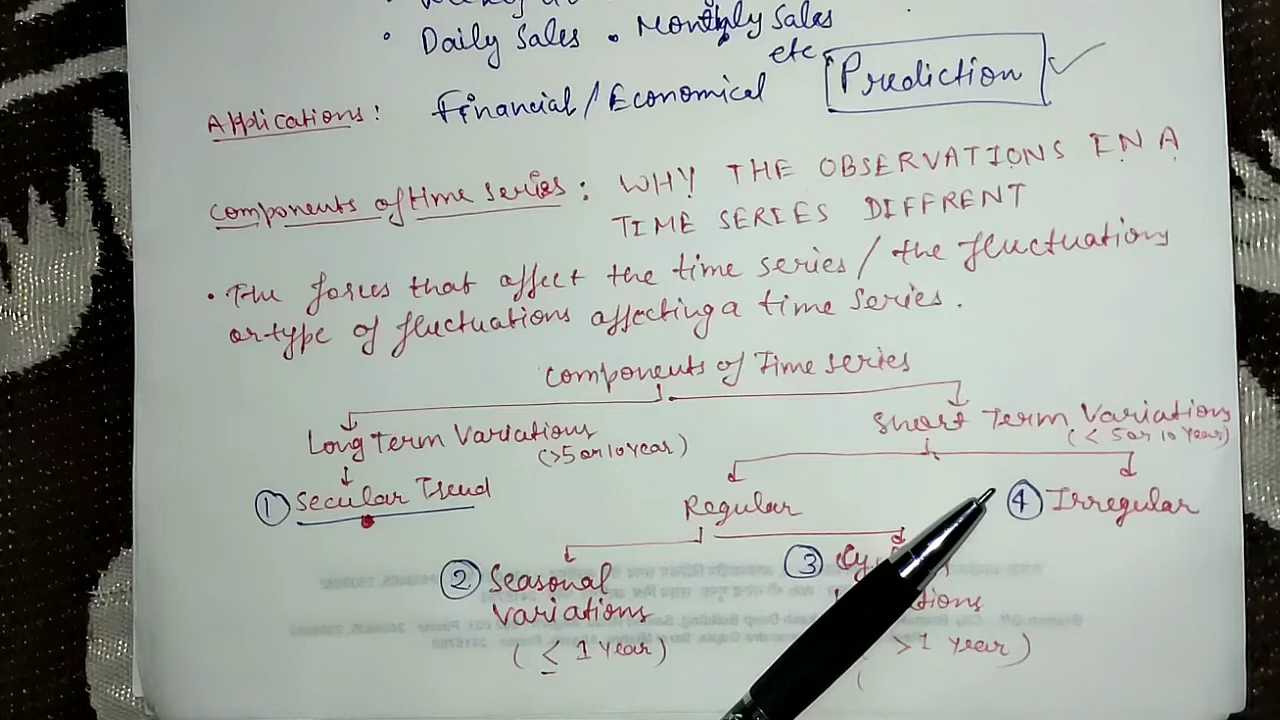 • Daily Sales • Monthly Sales
etc
Applications: Financial/Economical Prediction
Components of time series: WHY THE OBSERVATIONS IN A
TIME SERIES DIFFRENT
• The forces that affect the time series/ the fluctuations
or type of fluctuations affecting a time series.
Components of Time series
Long Term Variations
(>5 or 10 year)
Short Term Variations
(< 5 or 10 Year)
① Secular Trend
Regular
④ Irregular
② Seasonal
Variations
(≤ 1 Year)
③
> 1 year)